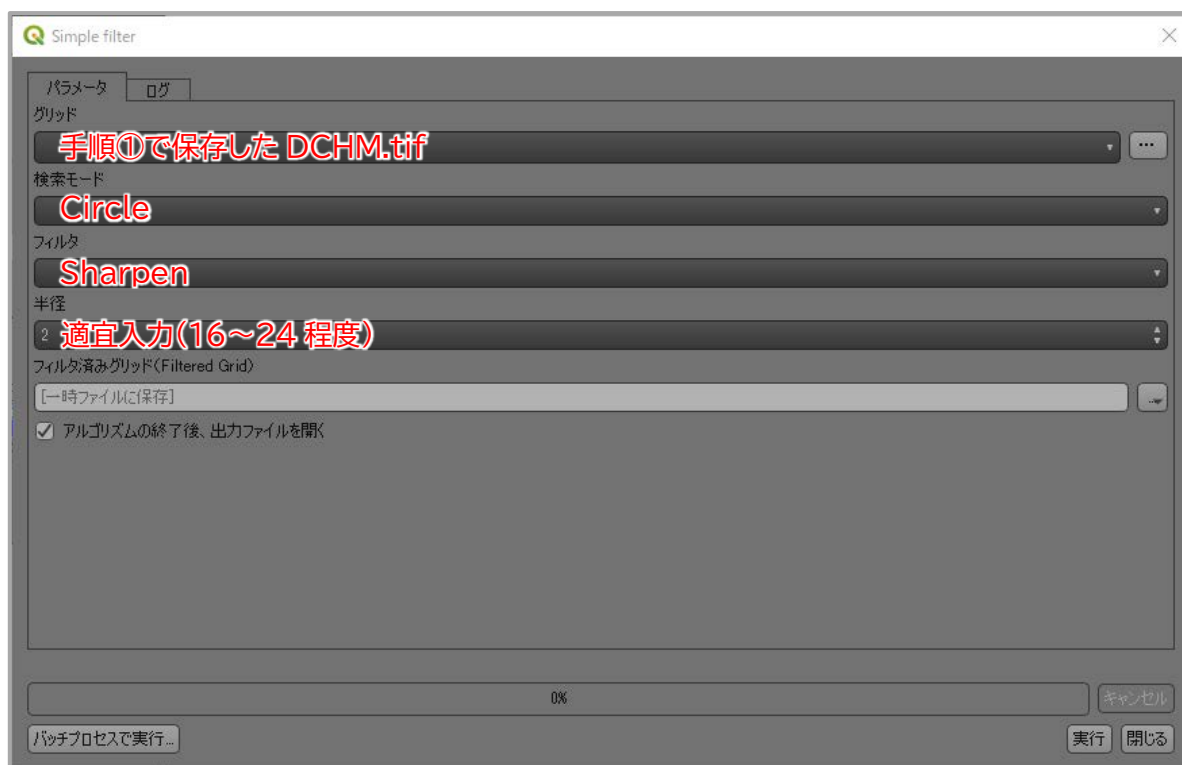 Simple filter
パラメータ
ログ
グリッド
手順①で保存した DCHM.tif
...
検索モード
Circle
フィルタ
Sharpen
半径
2 適宜入力(16～24 程度)
フィルタ済みグリッド(Filtered Grid)
[一時ファイルに保存]
アルゴリズムの終了後、出力ファイルを開く
0%
キャンセル
バッチプロセスで実行...
実行
閉じる